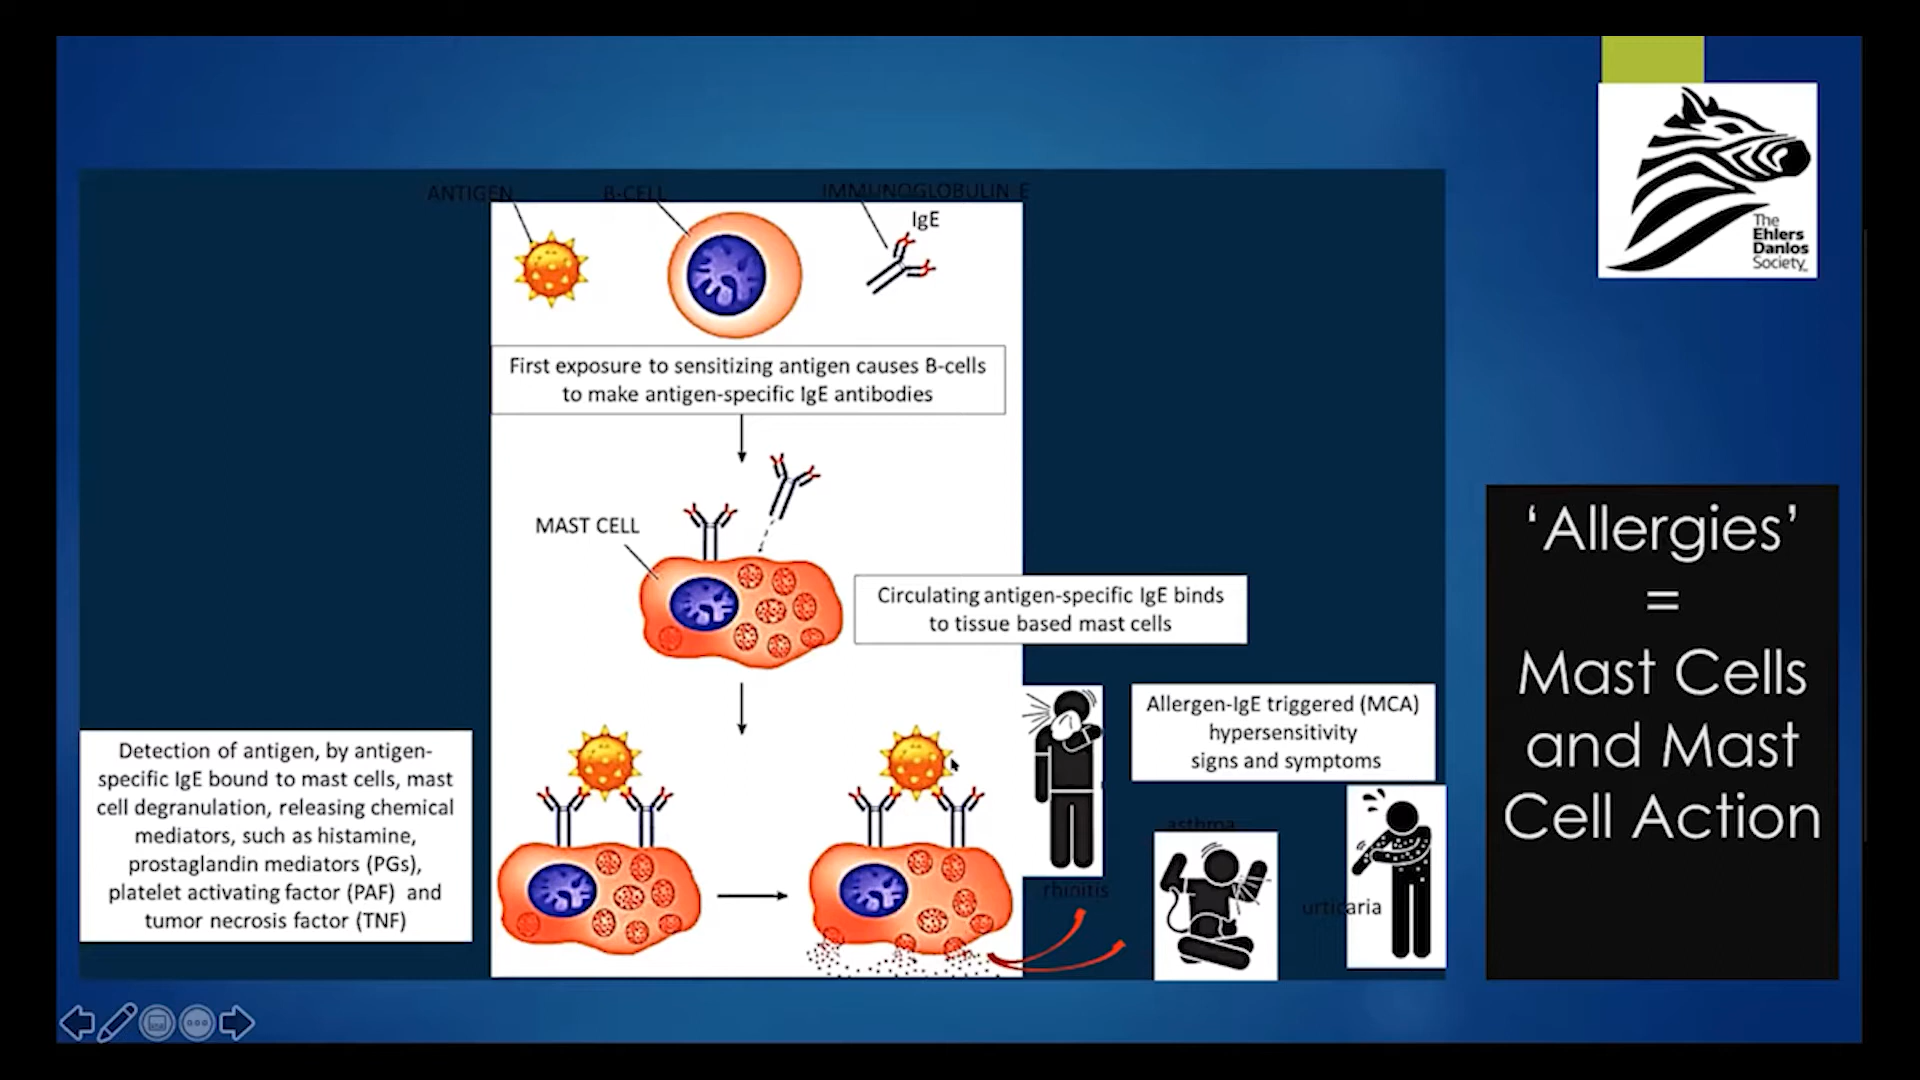 ANTIGEN
B-CELL
IMMUNOGLOBULIN E
IgE
The
Ehlers
Danlos
Society
First exposure to sensitizing antigen causes B-cells
to make antigen-specific IgE antibodies
MAST CELL
Circulating antigen-specific IgE binds
to tissue based mast cells
‘Allergies’
=
Mast Cells
and Mast
Cell Action
Detection of antigen, by antigen-
specific IgE bound to mast cells, mast
cell degranulation, releasing chemical
mediators, such as histamine,
prostaglandin mediators (PGs),
platelet activating factor (PAF) and
tumor necrosis factor (TNF)
Allergen-IgE triggered (MCA)
hypersensitivity
signs and symptoms
rhinitis
asthma
urticaria